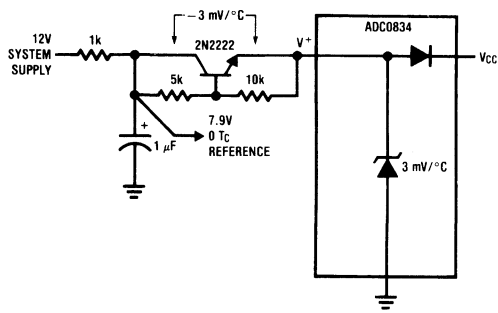 −3 mV/°C
ADC0834
12V
SYSTEM
SUPPLY
1k
2N2222
V+
VCC
5k
10k
+
1 µF
7.9V
0 TC
REFERENCE
3 mV/°C